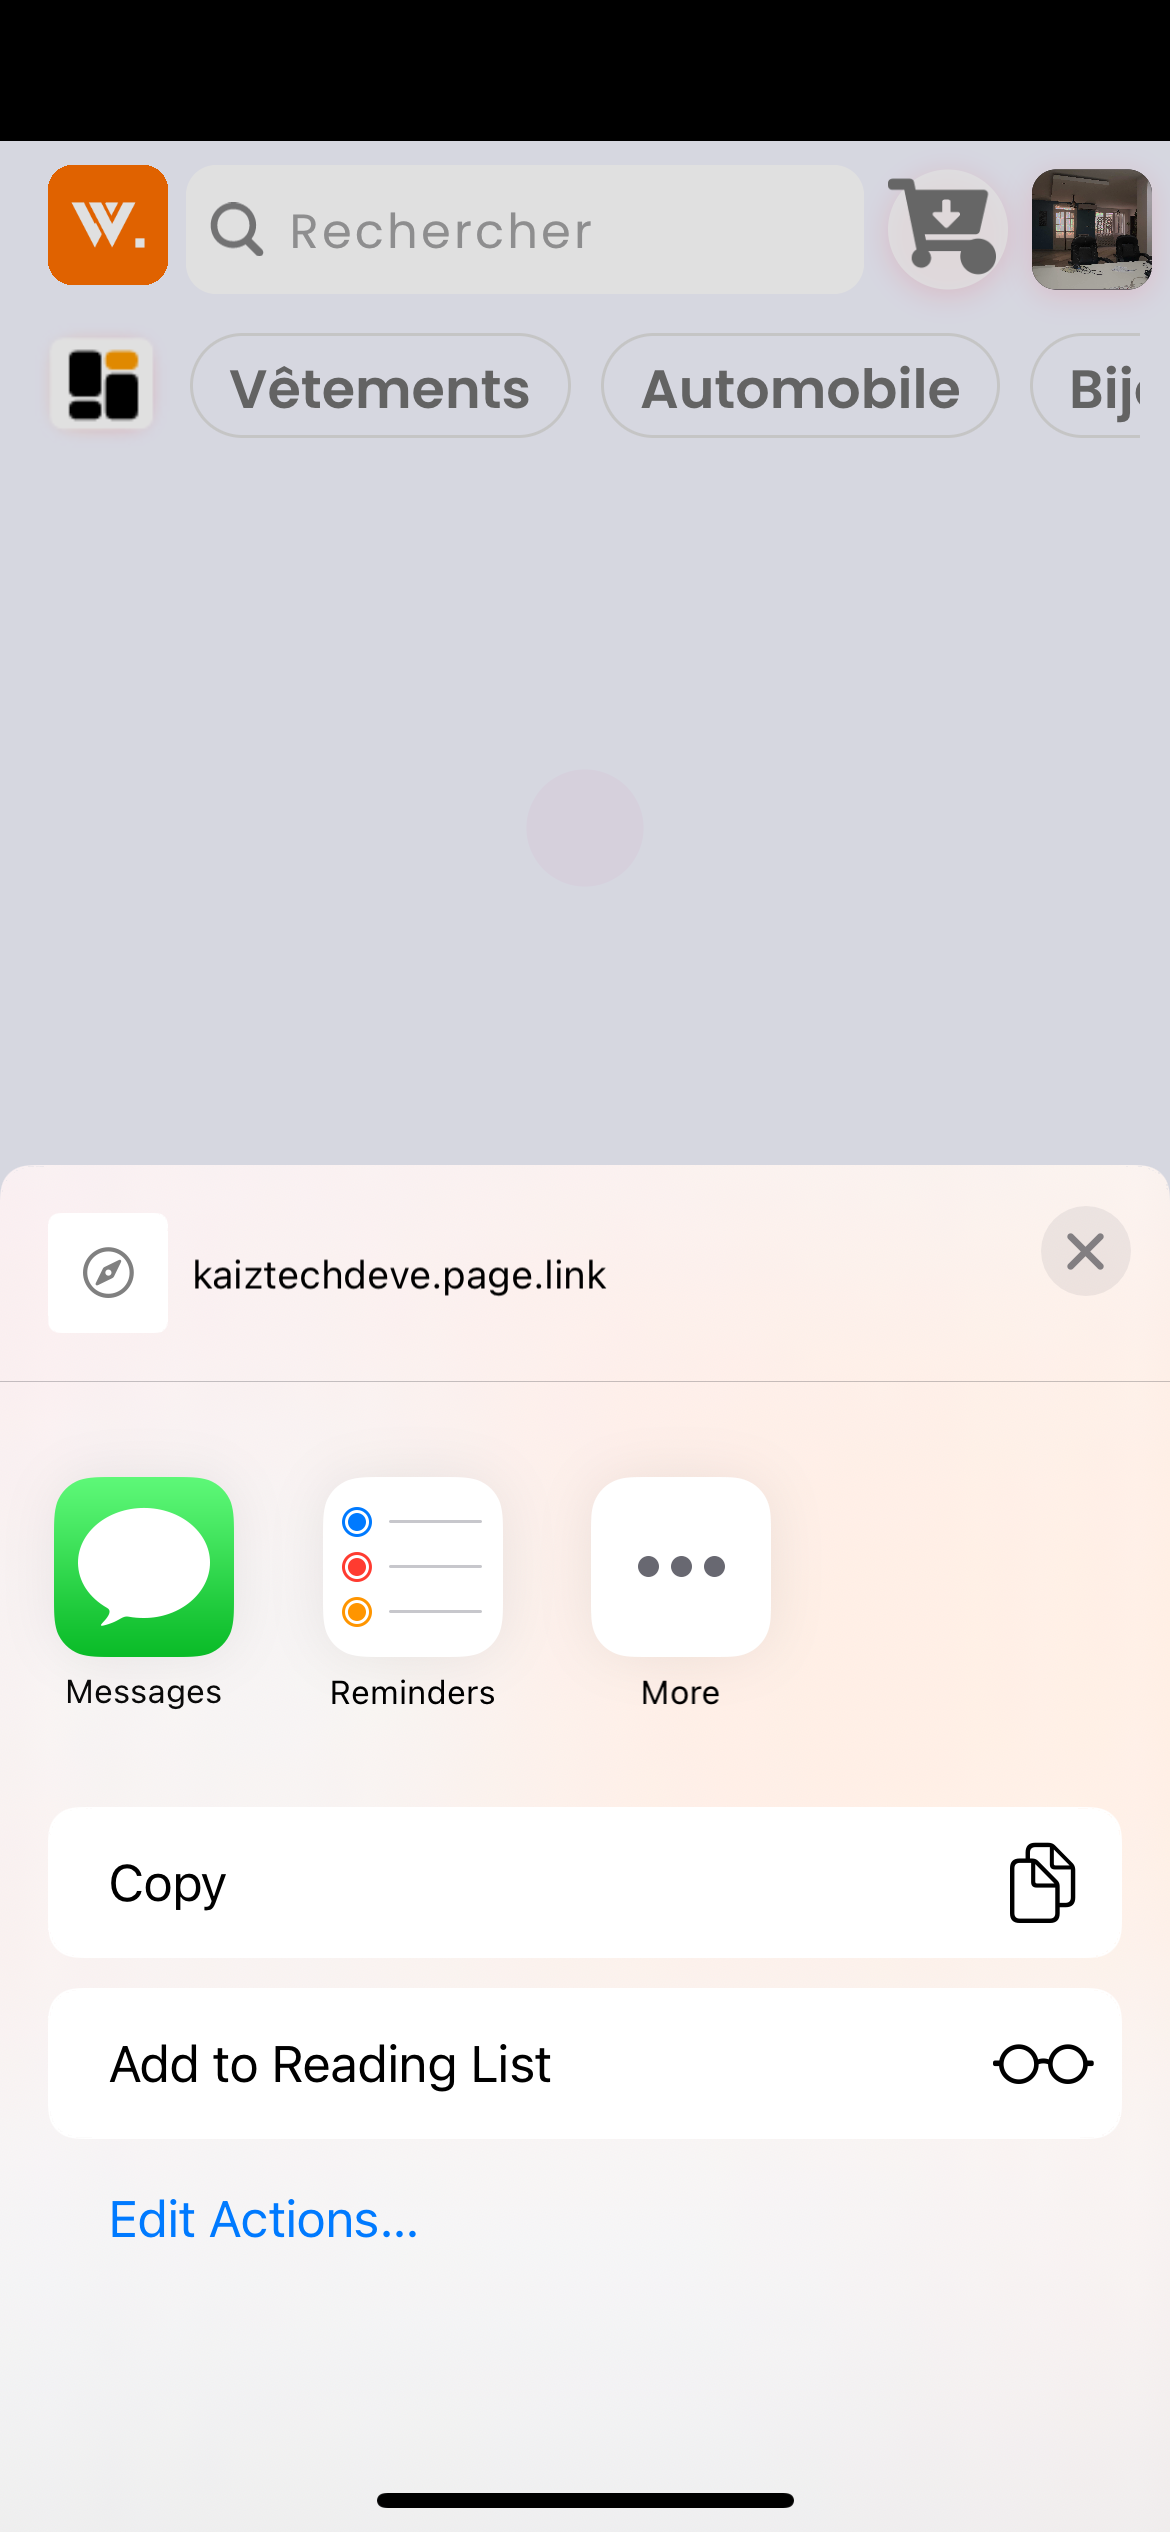 W.
Rechercher
Vêtements
Automobile
Bij
kaiztechdeve.page.link
Messages
Reminders
More
Copy
Add to Reading List
Edit Actions...